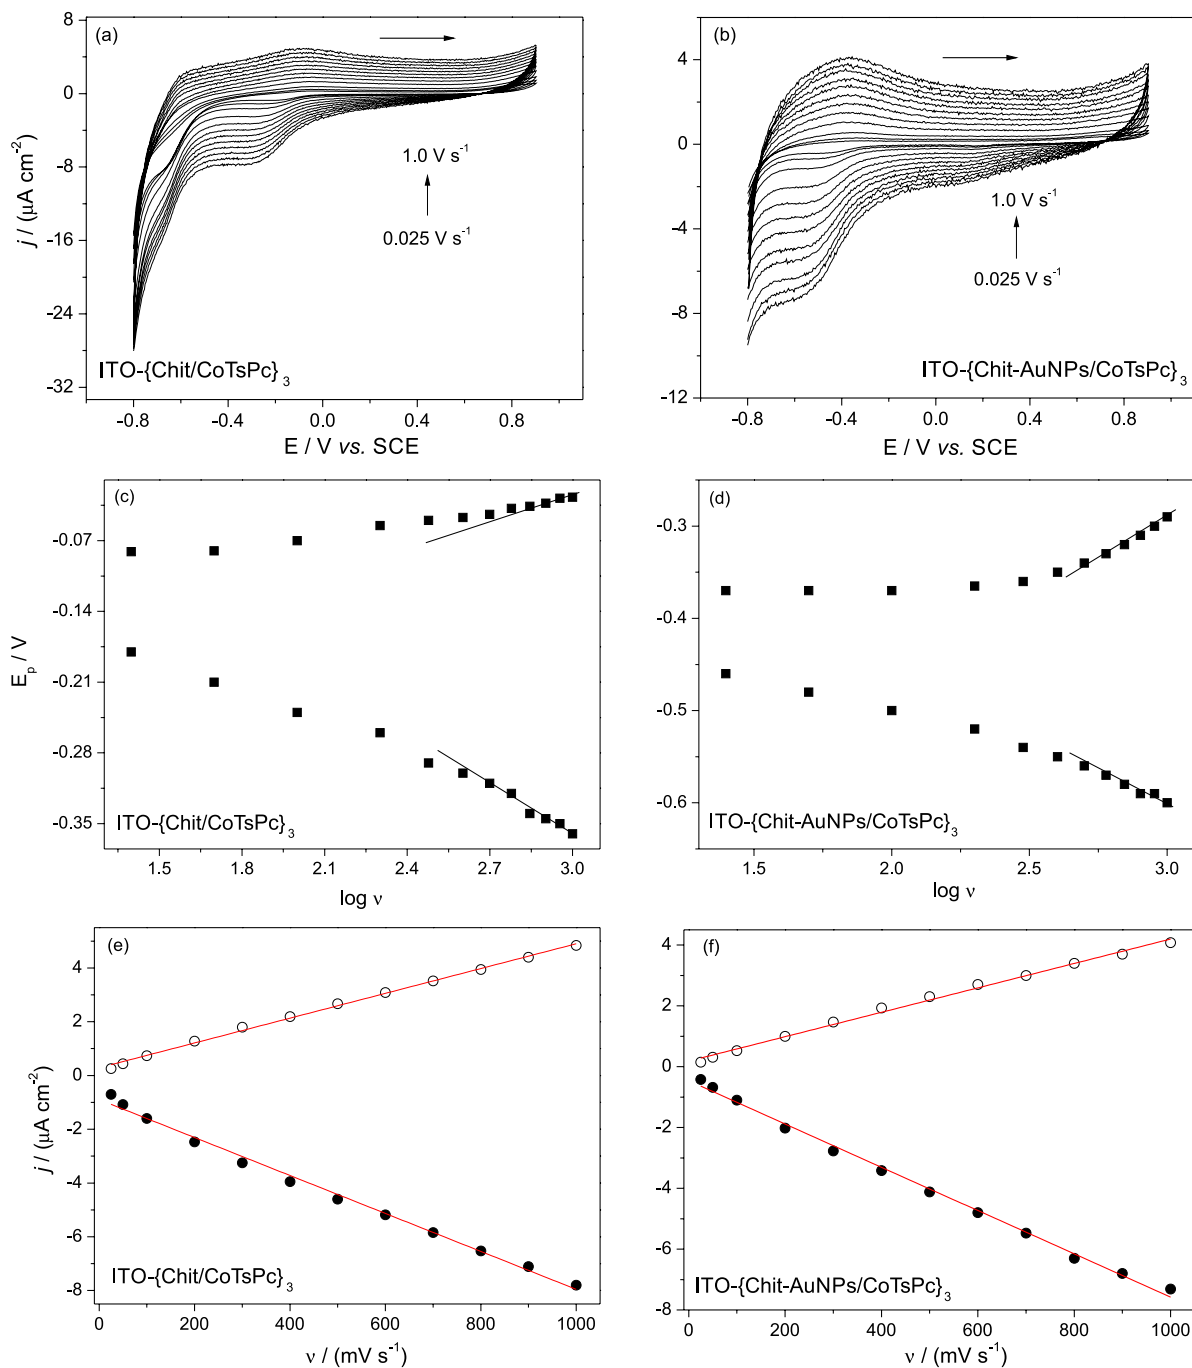 (a)
8
0
-8
-16
-24
-32
j / (µA cm-2)
1.0 V s-1
0.025 V s-1
ITO-{Chit/CoTsPc}3
-0.8 -0.4 0.0 0.4 0.8
E / V vs. SCE
(b)
4
0
-4
-8
-12
1.0 V s-1
0.025 V s-1
ITO-{Chit-AuNPs/CoTsPc}3
-0.8 -0.4 0.0 0.4 0.8
E / V vs. SCE
(c)
-0.07
-0.14
-0.21
-0.28
-0.35
Ep / V
ITO-{Chit/CoTsPc}3
1.5 1.8 2.1 2.4 2.7 3.0
log ν
(d)
-0.3
-0.4
-0.5
-0.6
ITO-{Chit-AuNPs/CoTsPc}3
1.5 2.0 2.5 3.0
log ν
(e)
4
2
0
-2
-4
-6
-8
j / (µA cm-2)
ITO-{Chit/CoTsPc}3
0 200 400 600 800 1000
ν / (mV s-1)
(f)
4
2
0
-2
-4
-6
-8
ITO-{Chit-AuNPs/CoTsPc}3
0 200 400 600 800 1000
ν / (mV s-1)